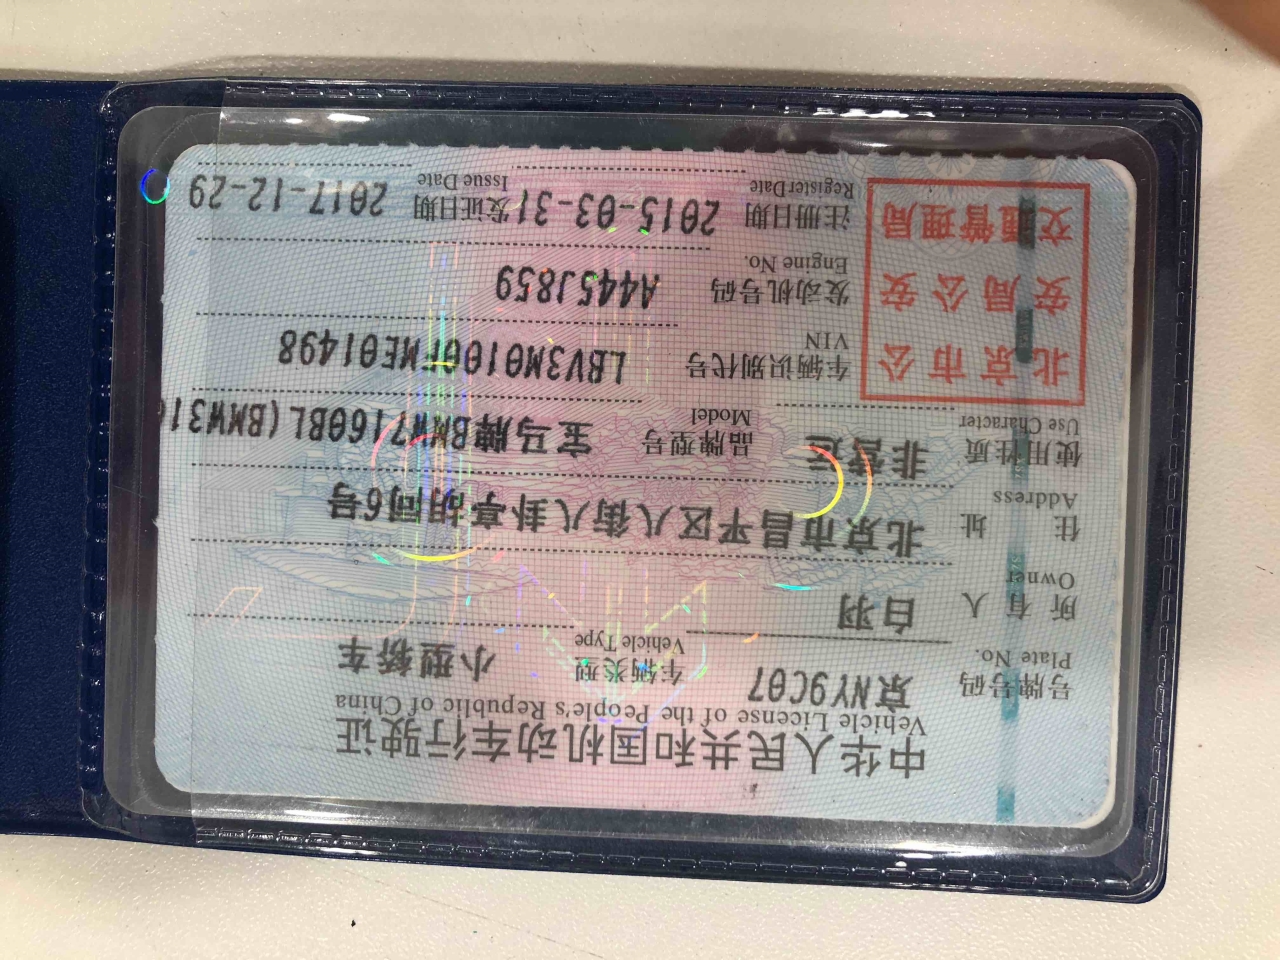 中华人民共和国机动车行驶证
Vehicle License of the People's Republic of China
号牌号码 京NY9C07 车辆类型 小型轿车
Plate No. Vehicle Type
所有人 白羽
Owner
住址 北京市昌平区八街八卦亭胡同6号
Address
使用性质 非营运 品牌型号 宝马牌BMW7160BL(BMW316
Use Character Model
北京市公
安局公安
交通管理局
车辆识别代号 LBV3M0100FME01498
VIN
发动机号码 A445J859
Engine No.
注册日期 2015-03-31 发证日期 2017-12-29
Register Date Issue Date